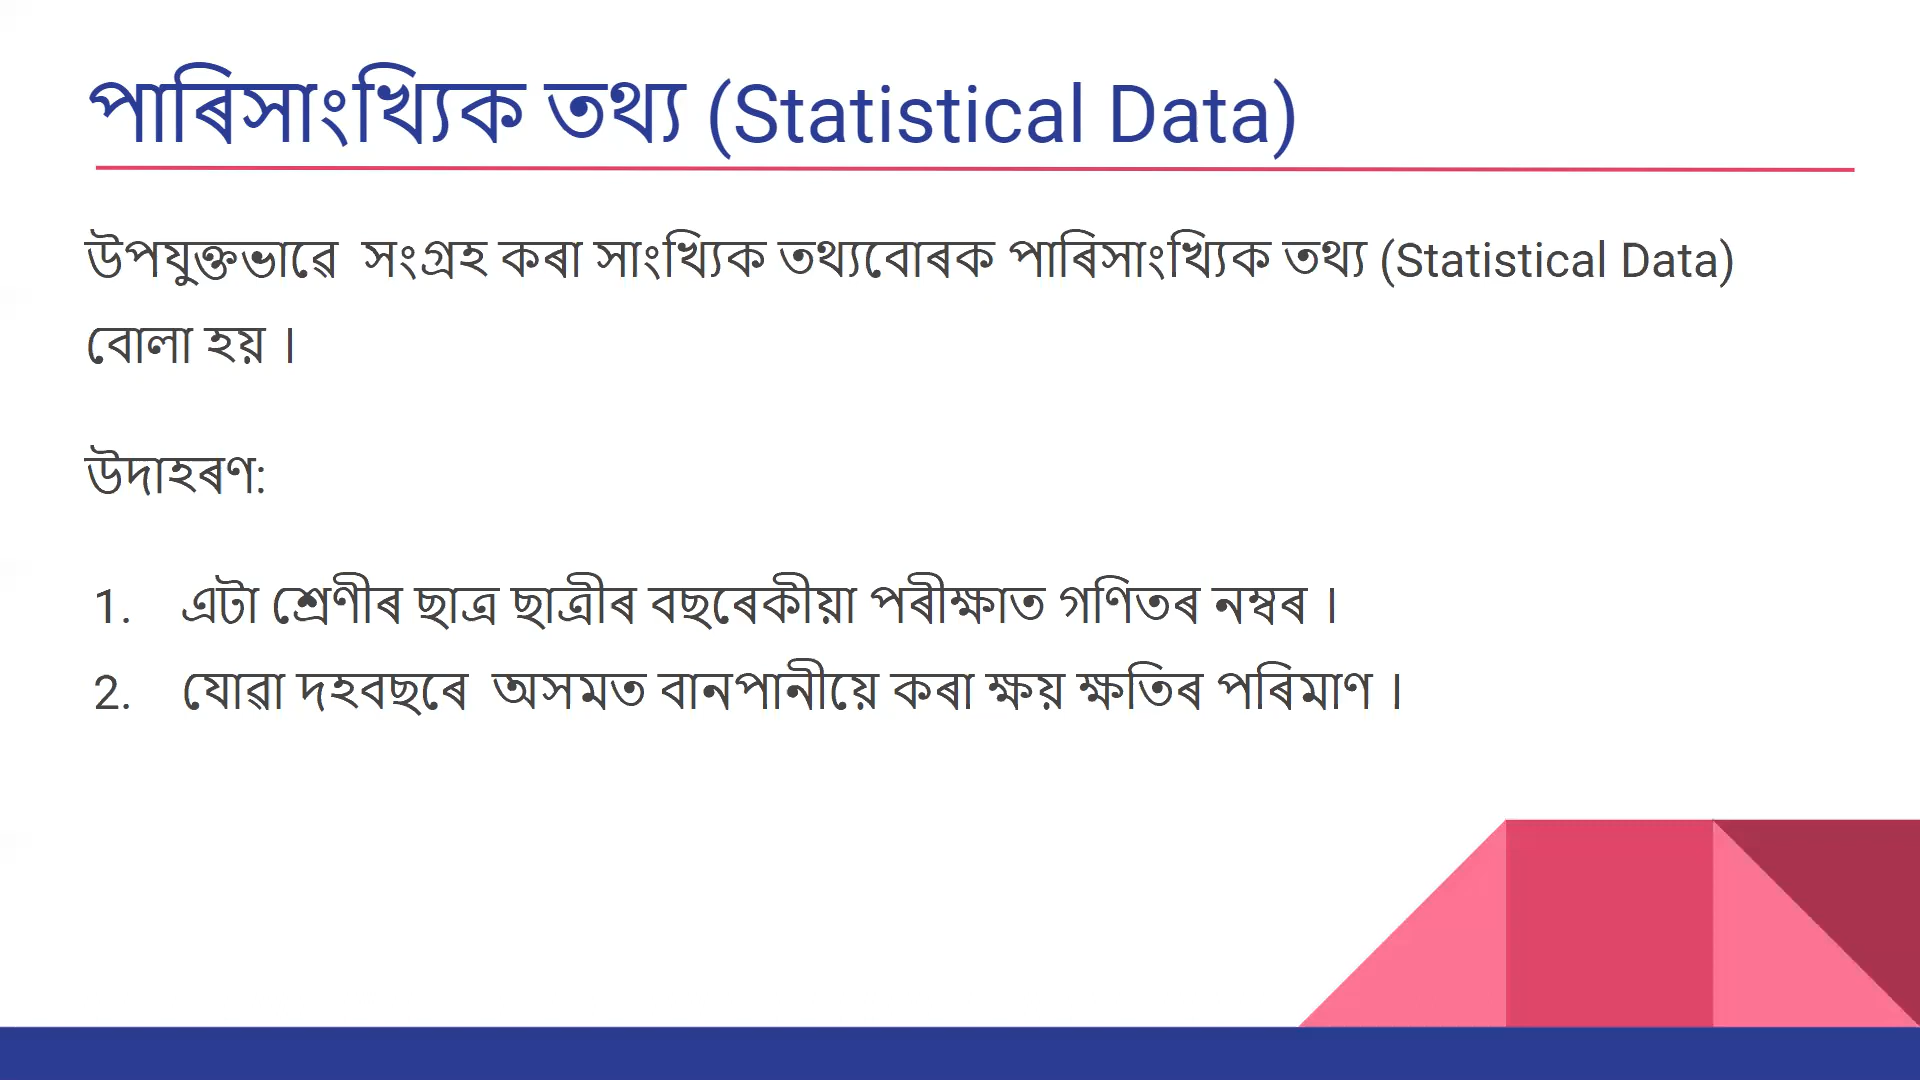 পাৰিসাংখ্যিক তথ্য (Statistical Data)
উপযুক্তভাৱে সংগ্ৰহ কৰা সাংখ্যিক তথ্যবোৰক পাৰিসাংখ্যিক তথ্য (Statistical Data)
বোলা হয় ।
উদাহৰণ:
1. এটা শ্ৰেণীৰ ছাত্ৰ ছাত্ৰীৰ বছৰেকীয়া পৰীক্ষাত গণিতৰ নম্বৰ ।
2. যোৱা দহবছৰে অসমত বানপানীয়ে কৰা ক্ষয় ক্ষতিৰ পৰিমাণ ।